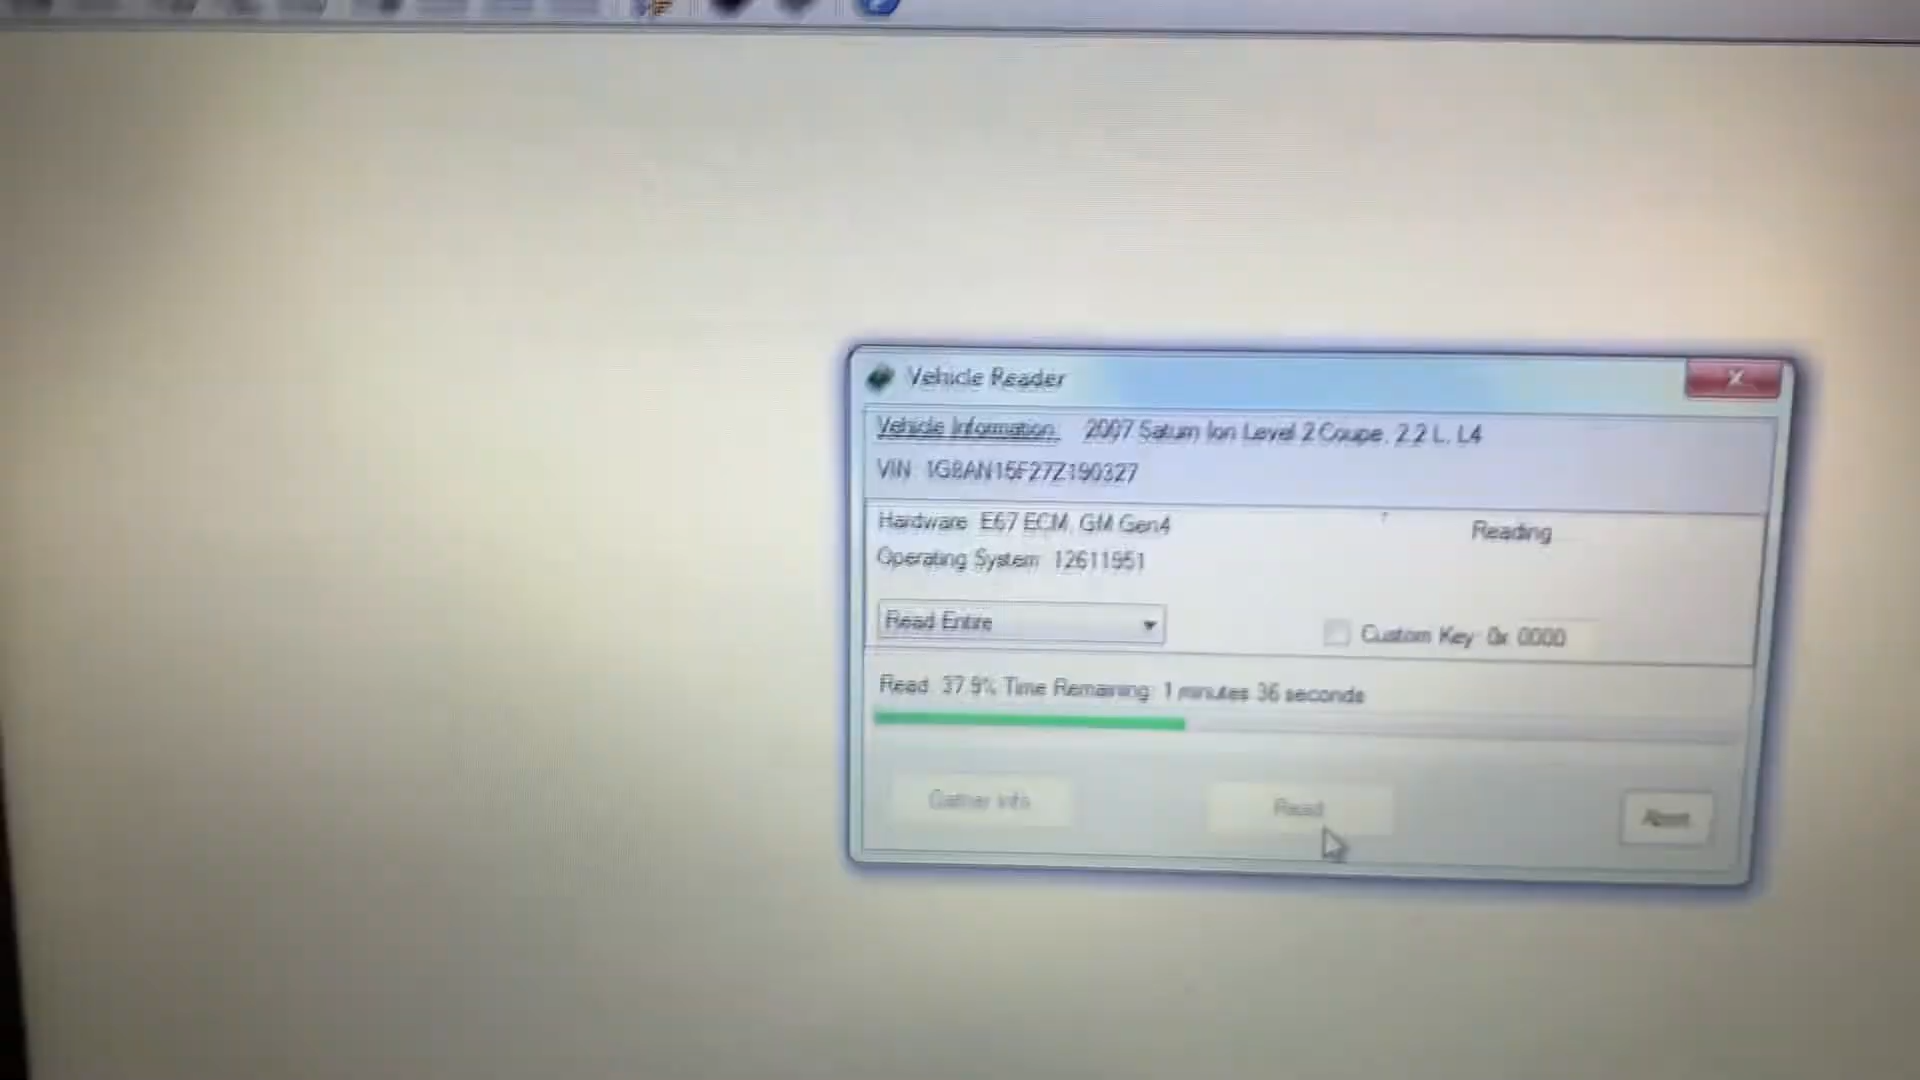 Vehicle Reader
Vehicle Information: 2007 Saturn Ion Level 2 Coupe, 2.2 L, L4
VIN: 1G8AN15F27Z190327
Hardware: E67 ECM, GM Gen4
Reading
Operating System: 12611951
Read Entire
Custom Key: 0x 0000
Read: 37.9% Time Remaining: 1 minutes 36 seconds
Gather Info
Read
Abort